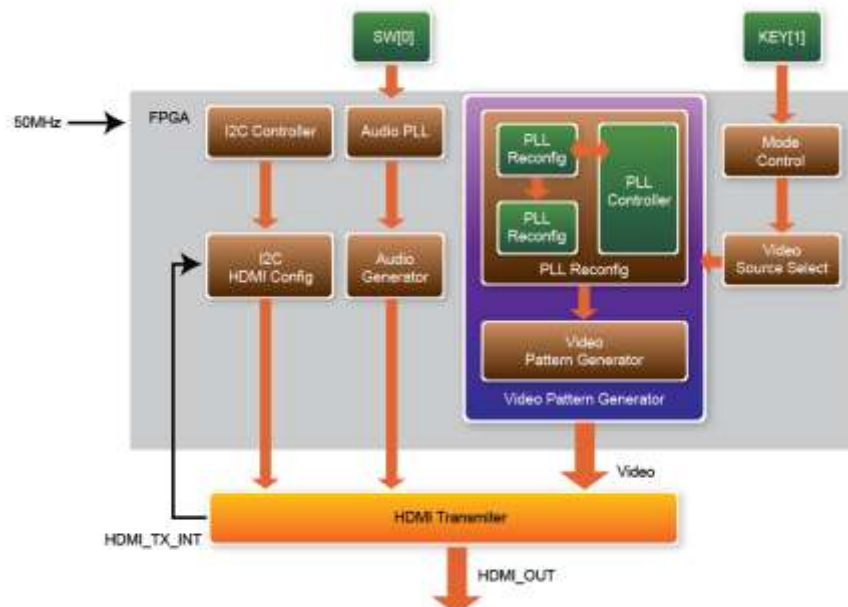 SW[0]
KEY[1]
50MHz
FPGA
I2C Controller
Audio PLL
PLL
Reconfig
PLL
Controller
Mode
Control
PLL
Reconfig
I2C
HDMI Config
Audio
Generator
Video
Source Select
PLL Reconfig
Video
Pattern Generator
Video Pattern Generator
Video
HDMI Transmiter
HDMI_TX_INT
HDMI_OUT